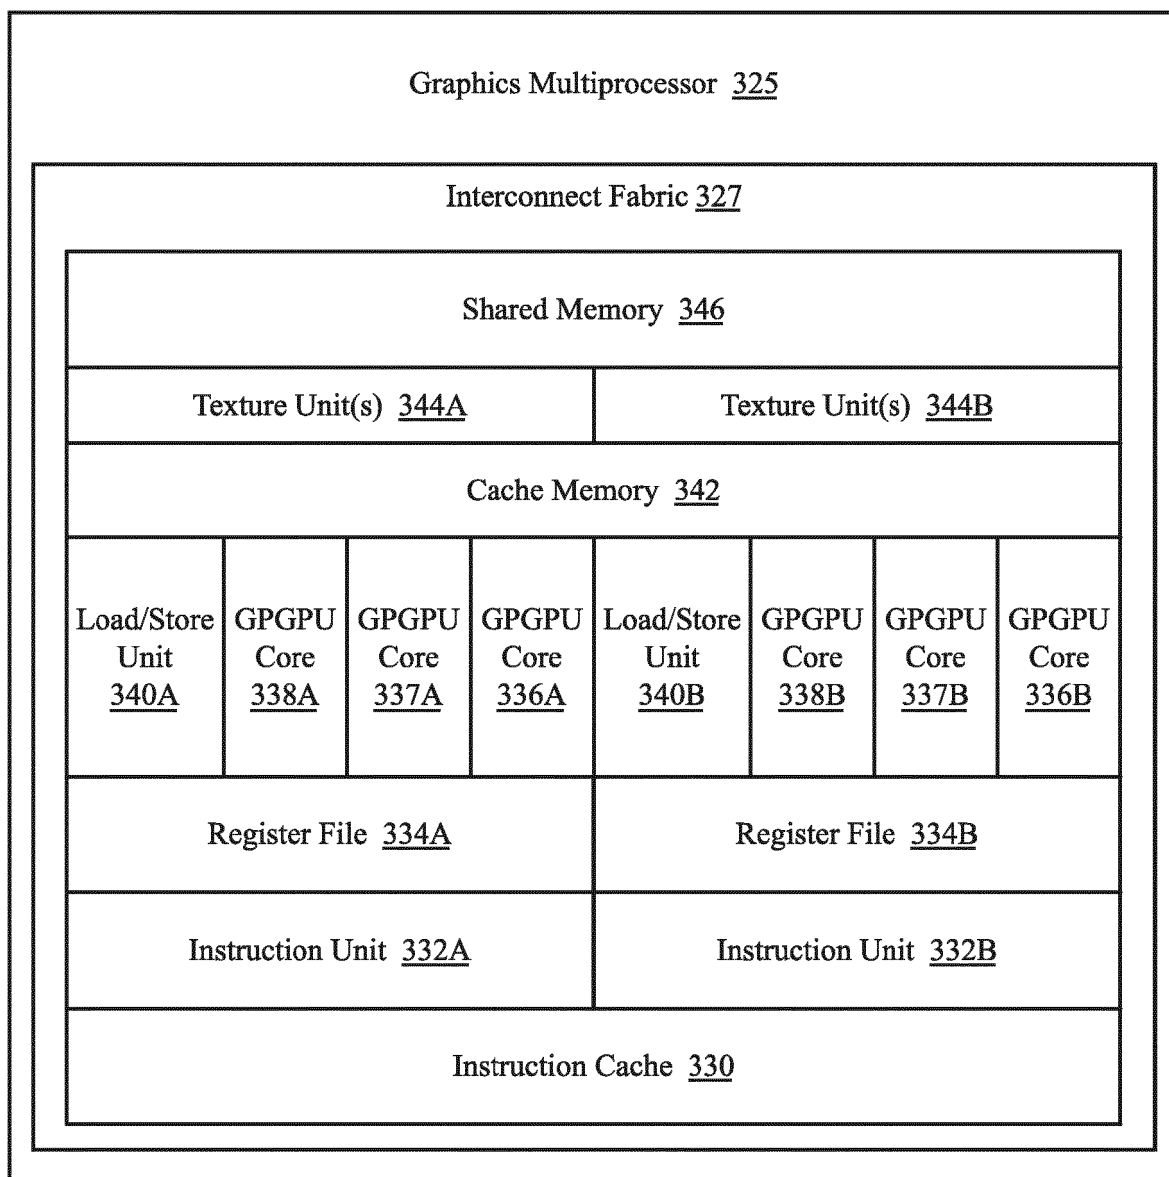 Graphics Multiprocessor 325
Interconnect Fabric 327
Shared Memory 346
Texture Unit(s) 344A
Texture Unit(s) 344B
Cache Memory 342
Load/Store
Unit
340A
GPGPU
Core
338A
GPGPU
Core
337A
GPGPU
Core
336A
Load/Store
Unit
340B
GPGPU
Core
338B
GPGPU
Core
337B
GPGPU
Core
336B
Register File 334A
Register File 334B
Instruction Unit 332A
Instruction Unit 332B
Instruction Cache 330